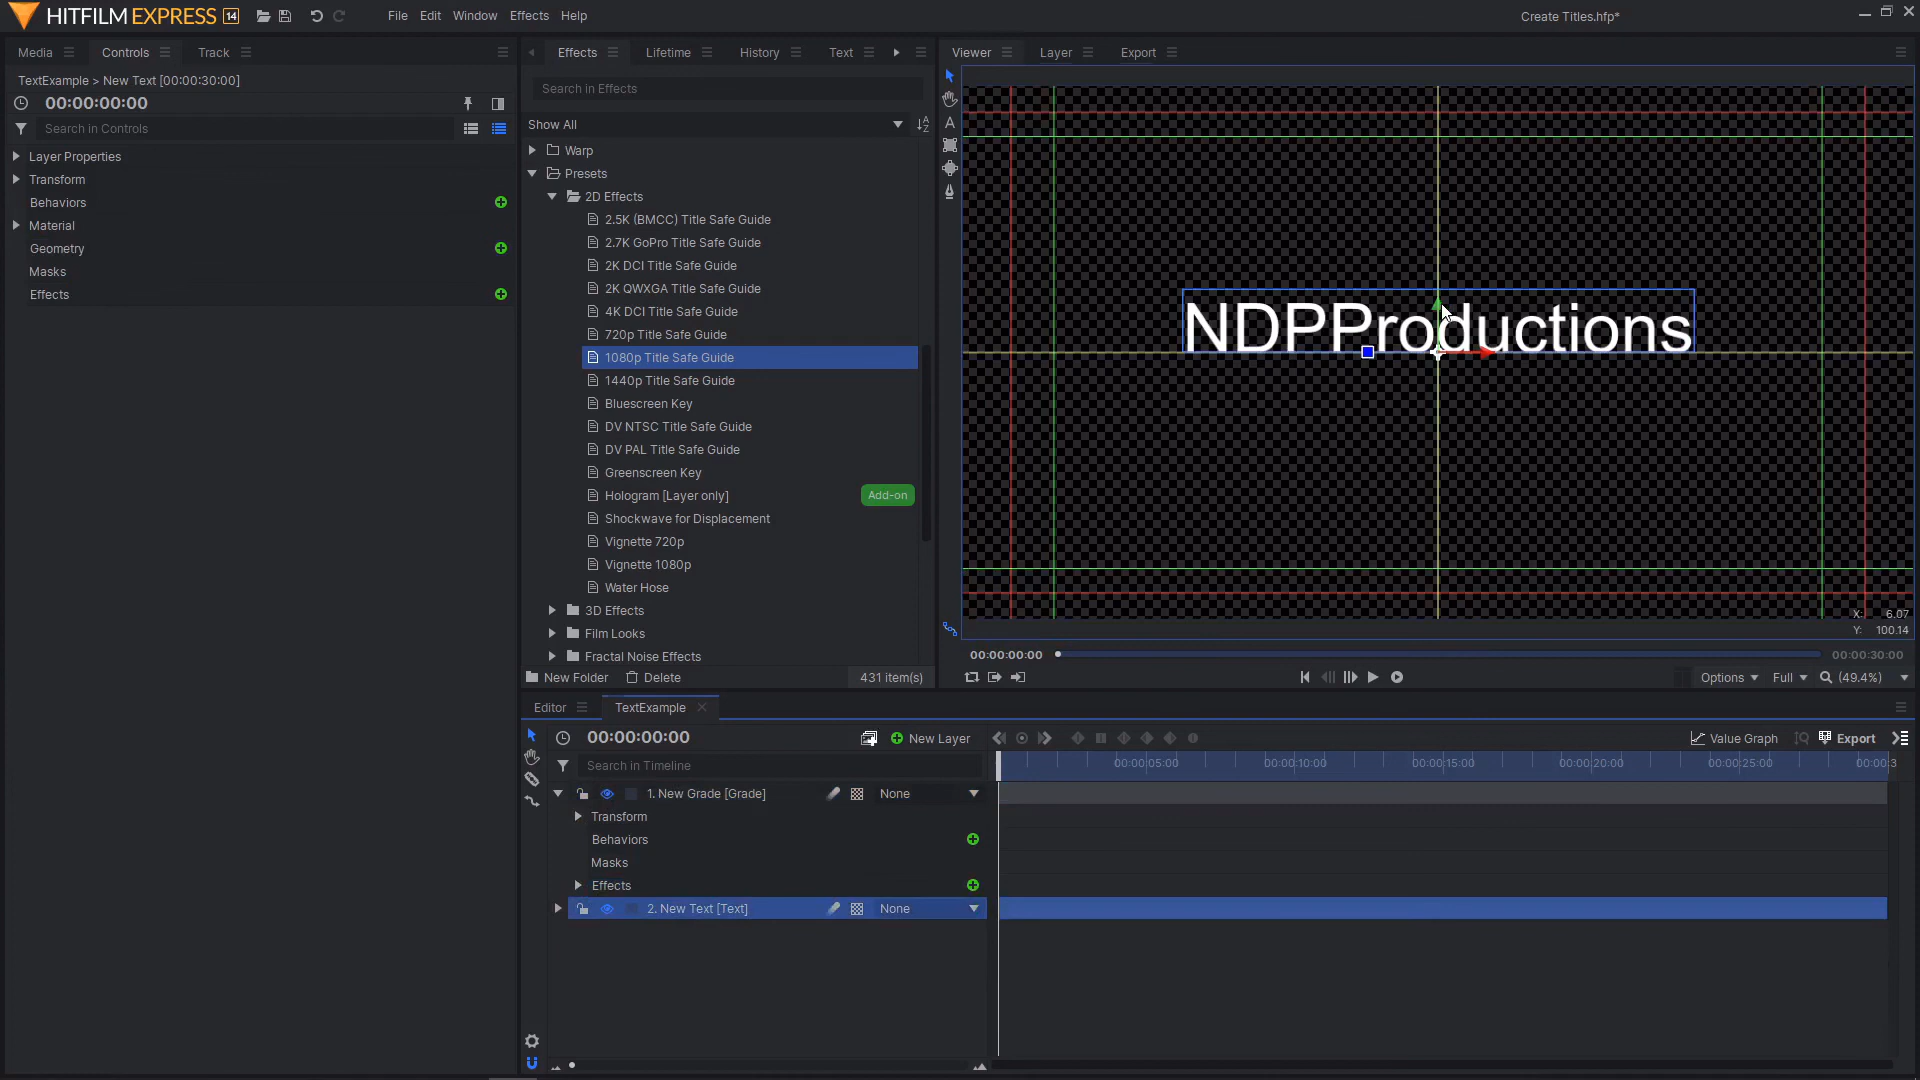 HITFILM EXPRESS 14
File Edit Window Effects Help
Create Titles.hfp*
Media Controls Track
Effects Lifetime History Text
Viewer Layer Export
TextExample > New Text [00:00:30:00]
00:00:00:00
Search in Controls
Layer Properties
Transform
Behaviors
Material
Geometry
Masks
Effects
Search in Effects
Show All
Warp
Presets
2D Effects
2.5K (BMCC) Title Safe Guide
2.7K GoPro Title Safe Guide
2K DCI Title Safe Guide
2K QWXGA Title Safe Guide
4K DCI Title Safe Guide
720p Title Safe Guide
1080p Title Safe Guide
1440p Title Safe Guide
Bluescreen Key
DV NTSC Title Safe Guide
DV PAL Title Safe Guide
Greenscreen Key
Hologram [Layer only] Add-on
Shockwave for Displacement
Vignette 720p
Vignette 1080p
Water Hose
3D Effects
Film Looks
Fractal Noise Effects
New Folder Delete 431 item(s)
NDPProductions
X: 6.07
Y: 100.14
00:00:00:00 00:00:30:00
Options Full (49.4%)
Editor TextExample
00:00:00:00 New Layer Value Graph Export
Search in Timeline
00:00:05:00 00:00:10:00 00:00:15:00 00:00:20:00 00:00:25:00 00:00:3
1. New Grade [Grade] None
Transform
Behaviors
Masks
Effects
2. New Text [Text] None